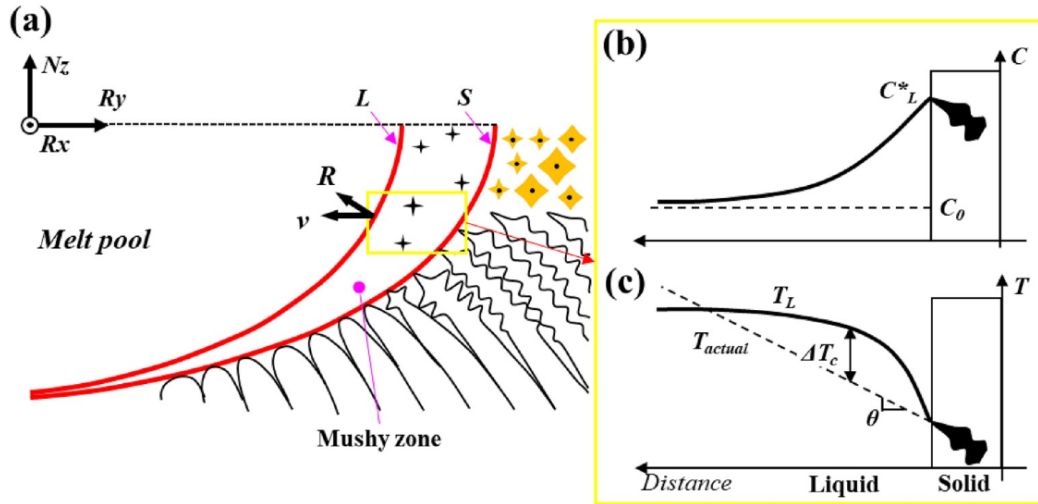 (a)
Nz
Ry
Rx
L
S
R
v
Melt pool
Mushy zone
(b)
C
C*L
C0
(c)
T
TL
Tactual
ΔTc
θ
Distance
Liquid
Solid